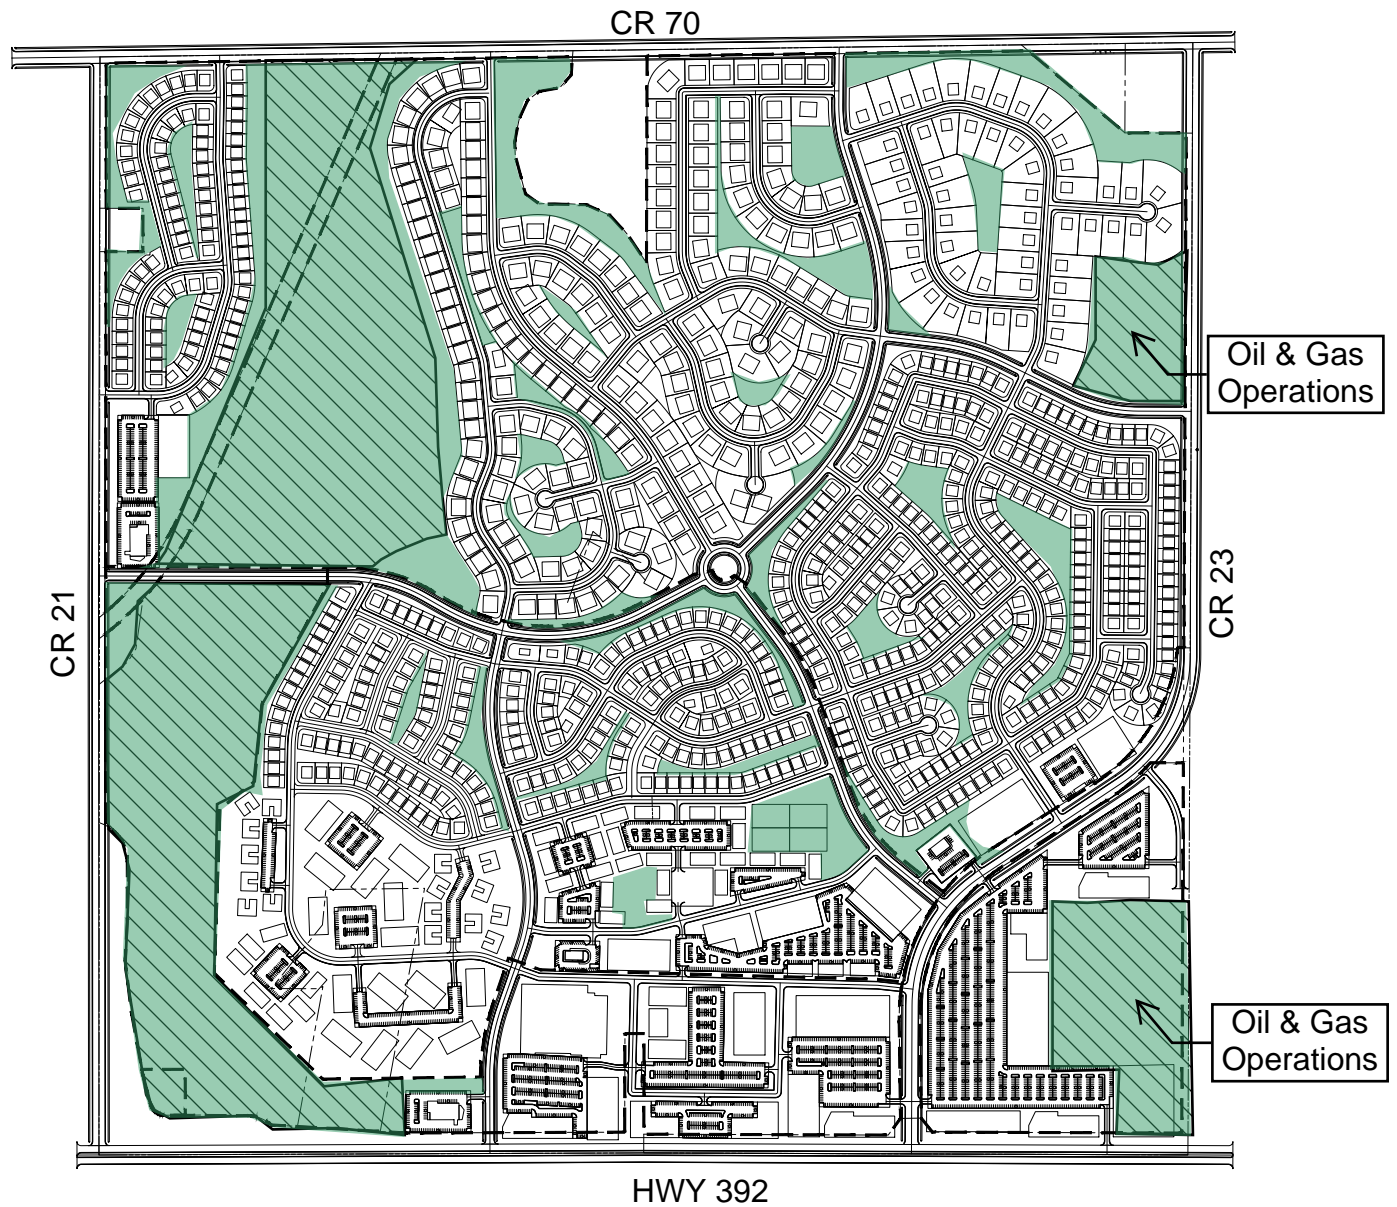 CR 70
Oil & Gas
Operations
CR 21
CR 23
Oil & Gas
Operations
HWY 392